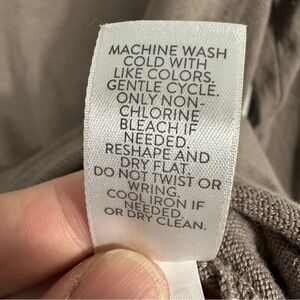 MACHINE WASH
COLD WITH
LIKE COLORS.
GENTLE CYCLE.
ONLY NON-
CHLORINE
BLEACH IF
NEEDED.
RESHAPE AND
DRY FLAT.
DO NOT TWIST OR
WRING.
COOL IRON IF
NEEDED.
OR DRY CLEAN.